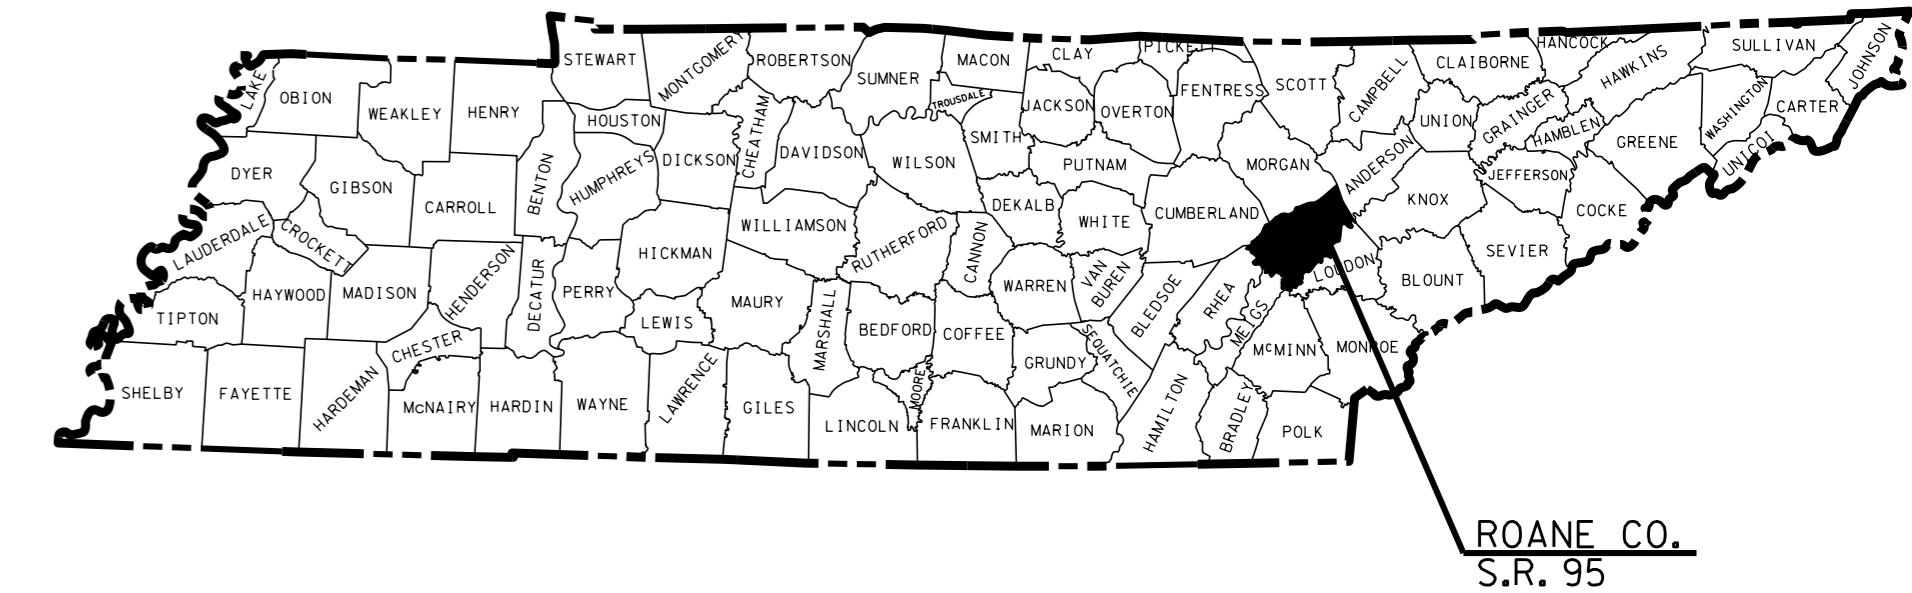 STEWART
MONTGOMERY
ROBERTSON
SUMNER
MACON
CLAY
PICKETT
HANCOCK
SULLIVAN
JOHNSON
LAKE
OBION
WEAKLEY
HENRY
HOUSTON
CHEATHAM
TROUSDALE
JACKSON
OVERTON
FENTRESS
SCOTT
CAMPBELL
CLAIBORNE
UNION
GRAINGER
HAMBLEN
HAWKINS
WASHINGTON
CARTER
GREENE
UNICOI
DYER
GIBSON
CARROLL
BENTON
HUMPHREYS
DICKSON
DAVIDSON
WILSON
SMITH
PUTNAM
MORGAN
ANDERSON
KNOX
JEFFERSON
COCKE
LAUDERDALE
CROCKETT
WILLIAMSON
RUTHERFORD
CANNON
DEKALB
WHITE
CUMBERLAND
SEVIER
HICKMAN
HAYWOOD
MADISON
HENDERSON
DECATUR
PERRY
MAURY
WARREN
VAN
BUREN
BLEDSOE
RHEA
LOUDON
BLOUNT
TIPTON
CHESTER
LEWIS
MARSHALL
BEDFORD
COFFEE
GRUNDY
SEQUATCHIE
MEIGS
McMINN
MONROE
SHELBY
FAYETTE
HARDEMAN
McNAIRY
HARDIN
WAYNE
LAWRENCE
GILES
LINCOLN
MOORE
FRANKLIN
MARION
HAMILTON
BRADLEY
POLK
ROANE CO.
S.R. 95